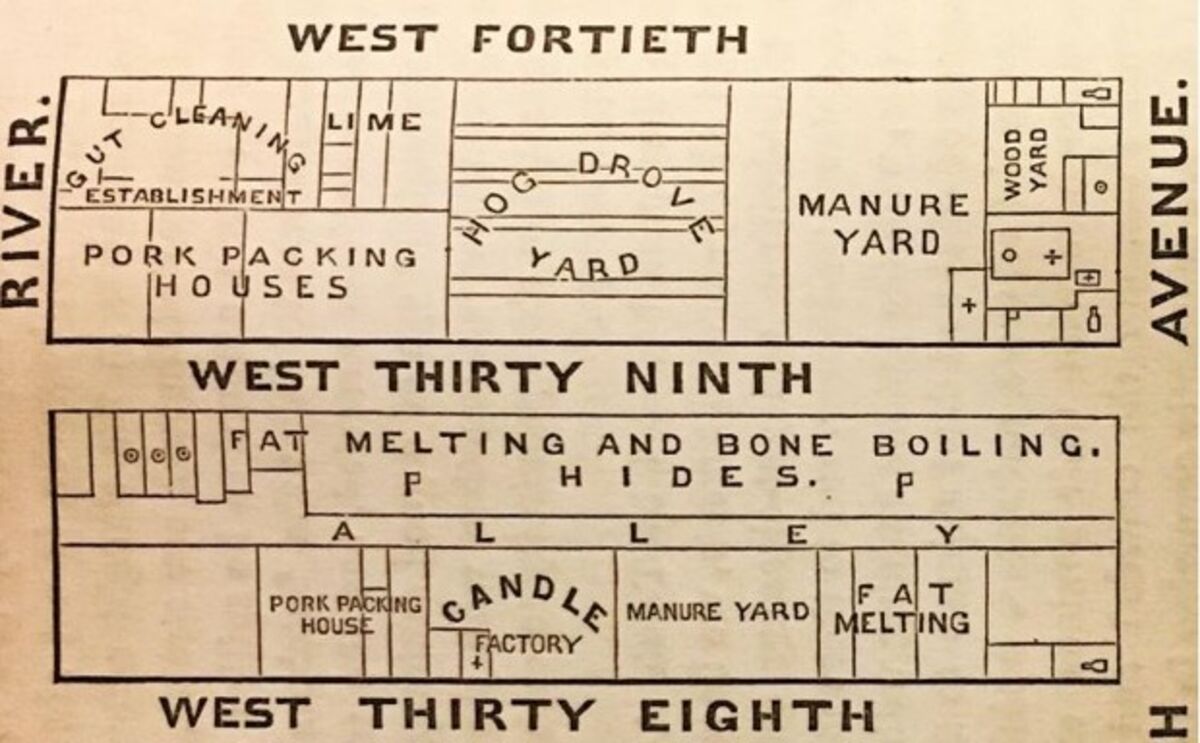 WEST FORTIETH
RIVER.
GUT CLEANING
ESTABLISHMENT
LIME
PORK PACKING
HOUSES
HOG DROVE
YARD
MANURE
YARD
WOOD
YARD
AVENUE.
WEST THIRTY NINTH
FAT MELTING AND BONE BOILING.
P HIDES. P
ALLEY
PORK PACKING
HOUSE
CANDLE
FACTORY
MANURE YARD
FAT
MELTING
WEST THIRTY EIGHTH
H